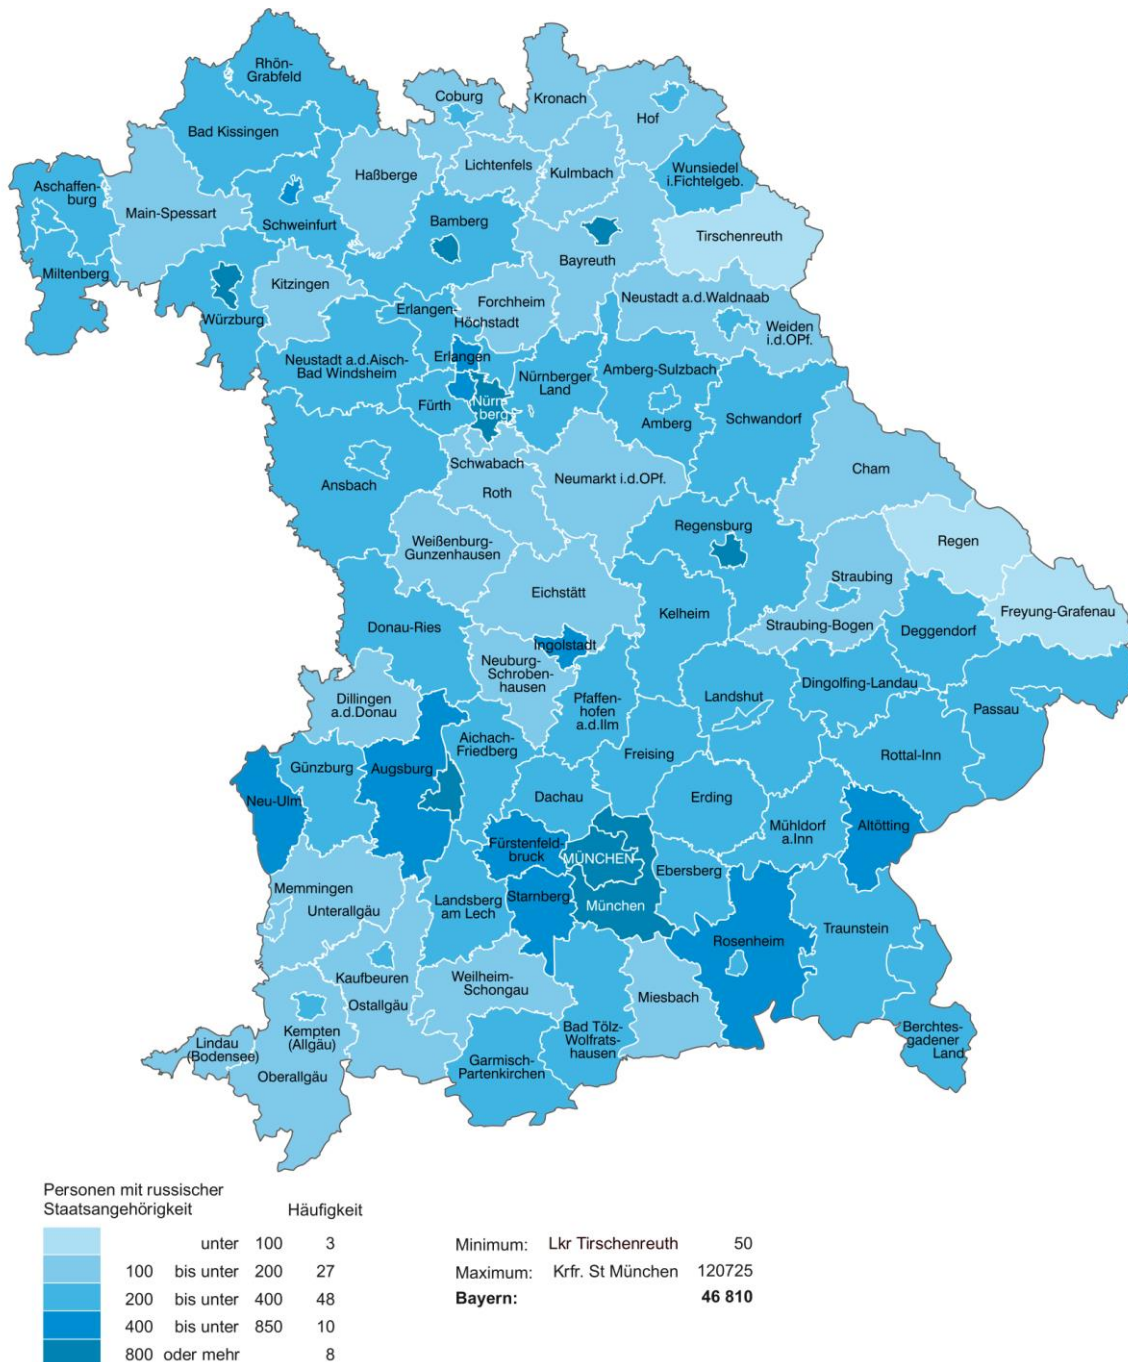 Rhön-
Grabfeld
Coburg
Kronach
Hof
Bad Kissingen
Lichtenfels
Kulmbach
Wunsiedel
i.Fichtelgeb.
Haßberge
Aschaffen-
burg
Main-Spessart
Schweinfurt
Bamberg
Tirschenreuth
Bayreuth
Miltenberg
Kitzingen
Würzburg
Erlangen-
Höchstadt
Forchheim
Neustadt a.d.Waldnaab
Weiden
i.d.OPf.
Neustadt a.d.Aisch-
Bad Windsheim
Erlangen
Nürnberger
Land
Amberg-Sulzbach
Fürth
Nürn-
berg
Amberg
Schwandorf
Schwabach
Roth
Neumarkt i.d.OPf.
Cham
Ansbach
Weißenburg-
Gunzenhausen
Regensburg
Regen
Straubing
Eichstätt
Kelheim
Freyung-Grafenau
Donau-Ries
Straubing-Bogen
Deggendorf
Ingolstadt
Neuburg-
Schroben-
hausen
Dillingen
a.d.Donau
Pfaffen-
hofen
a.d.Ilm
Landshut
Dingolfing-Landau
Passau
Aichach-
Friedberg
Freising
Rottal-Inn
Günzburg
Augsburg
Neu-Ulm
Dachau
Erding
Mühldorf
a.Inn
Altötting
Fürstenfeld-
bruck
MÜNCHEN
Ebersberg
Memmingen
Unterallgäu
Landsberg
am Lech
Starnberg
München
Rosenheim
Traunstein
Kaufbeuren
Ostallgäu
Weilheim-
Schongau
Miesbach
Lindau
(Bodensee)
Kempten
(Allgäu)
Bad Tölz-
Wolfrats-
hausen
Berchtes-
gadener
Land
Oberallgäu
Garmisch-
Partenkirchen
Personen mit russischer
Staatsangehörigkeit Häufigkeit
unter 100 3
100 bis unter 200 27
200 bis unter 400 48
400 bis unter 850 10
800 oder mehr 8
Minimum: Lkr Tirschenreuth 50
Maximum: Krfr. St München 120725
Bayern: 46 810